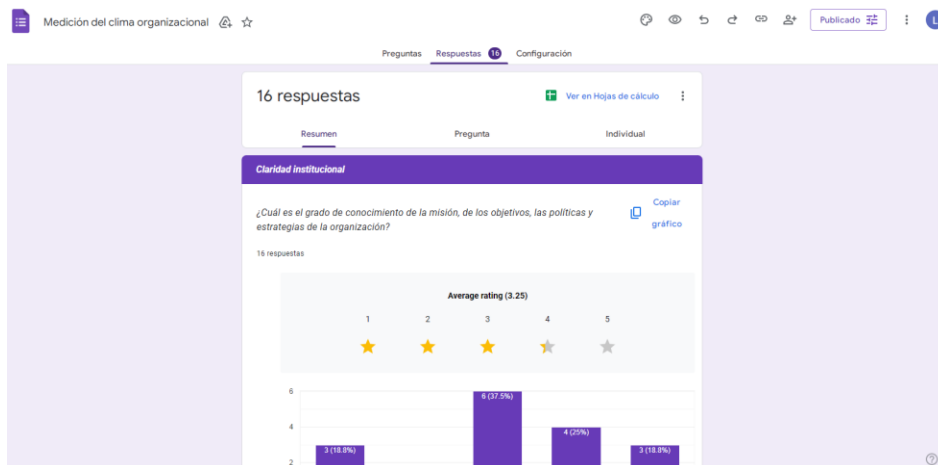 Medición del clima organizacional
Publicado
L
Preguntas Respuestas 16 Configuración
16 respuestas
Ver en Hojas de cálculo
Resumen Pregunta Individual
Claridad institucional
¿Cuál es el grado de conocimiento de la misión, de los objetivos, las políticas y
estrategias de la organización?
Copiar
gráfico
16 respuestas
Average rating (3.25)
1 2 3 4 5
6
6 (37.5%)
4
4 (25%)
3 (18.8%) 3 (18.8%)
2